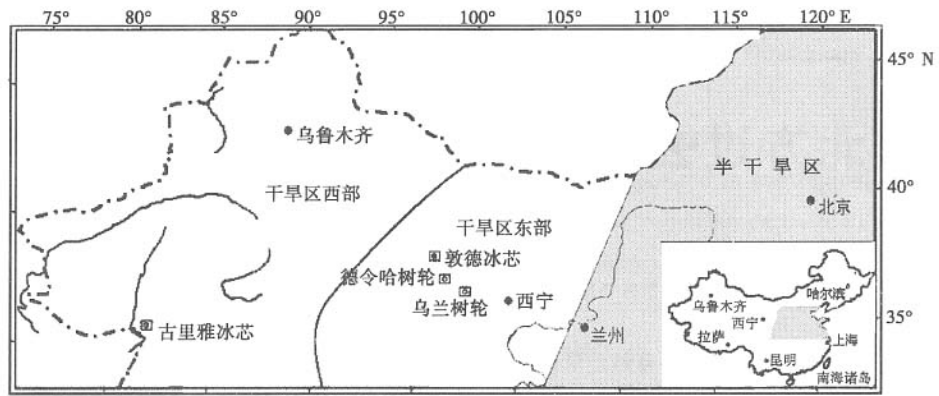 75° 80° 85° 90° 95° 100° 105° 110° 115° 120° E
45° N
乌鲁木齐
半干旱区
干旱区西部
40°
北京
干旱区东部
敦德冰芯
德令哈树轮
乌兰树轮
西宁
古里雅冰芯
兰州
35°
乌鲁木齐
哈尔滨
西宁
拉萨
上海
昆明
南海诸岛